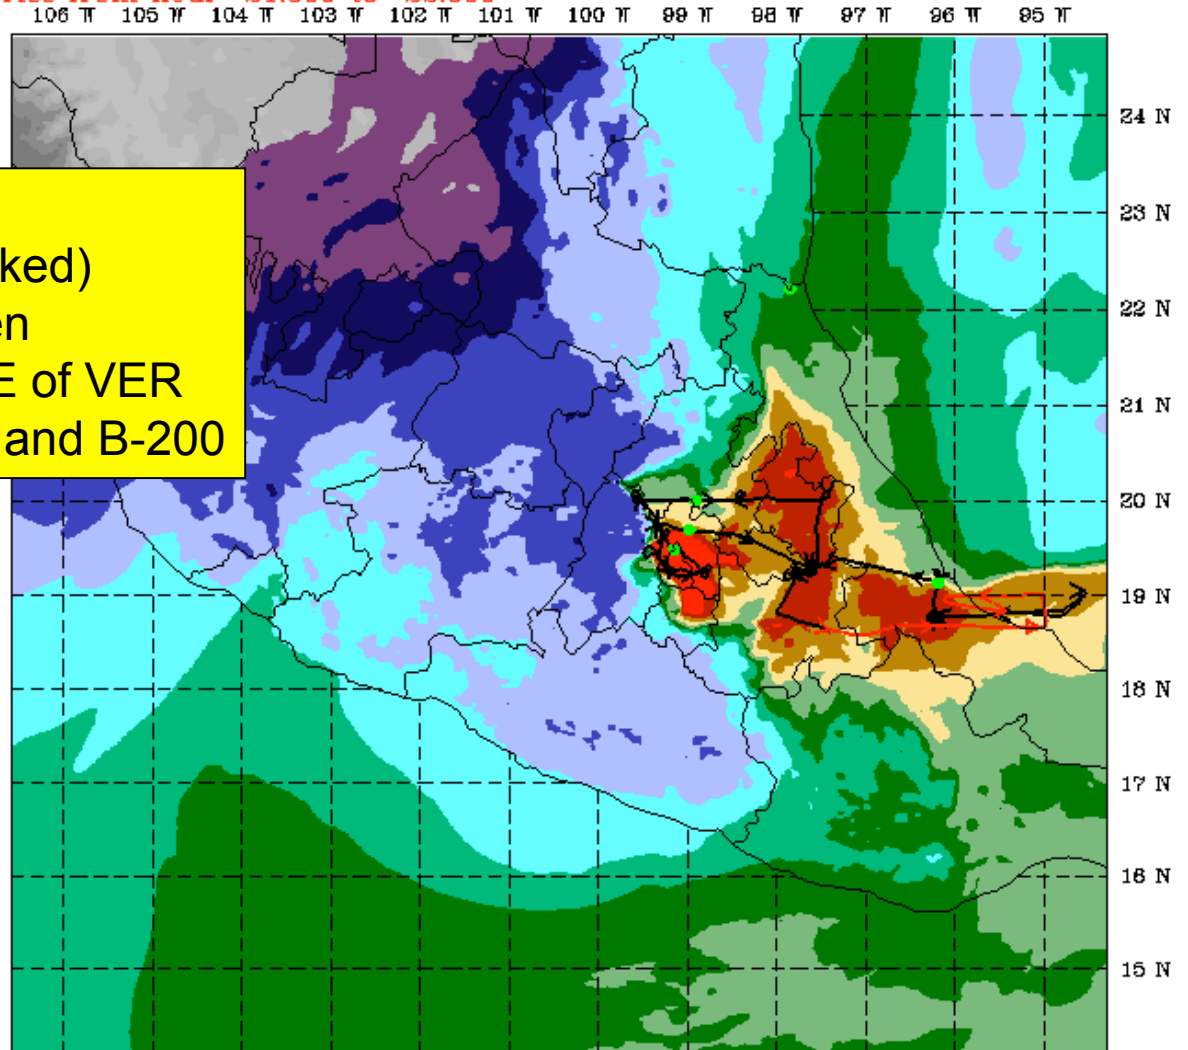 106 W 105 W 104 W 103 W 102 W 101 W 100 W 99 W 98 W 97 W 96 W 95 W
24 N
23 N
ked)
22 N
en
E of VER
21 N
and B-200
20 N
19 N
18 N
17 N
16 N
15 N